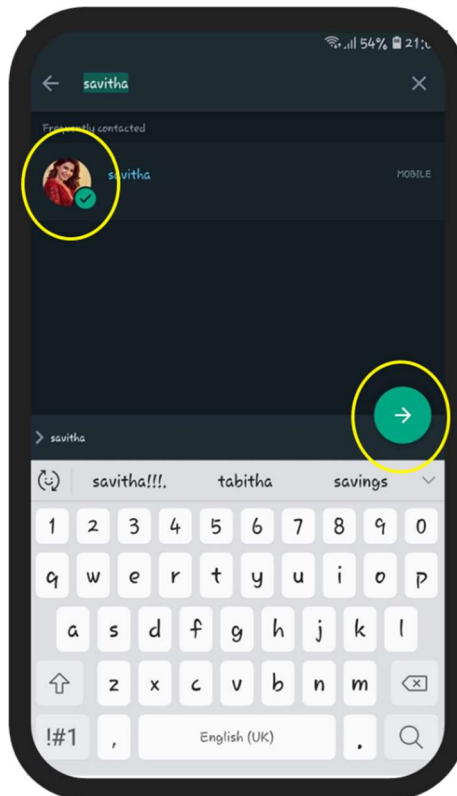 54% 21:
savitha
Frequently contacted
savitha MOBILE
savitha
savitha!!!. tabitha savings
1 2 3 4 5 6 7 8 9 0
q w e r t y u i o p
a s d f g h j k l
z x c v b n m
!#1 , English (UK) .